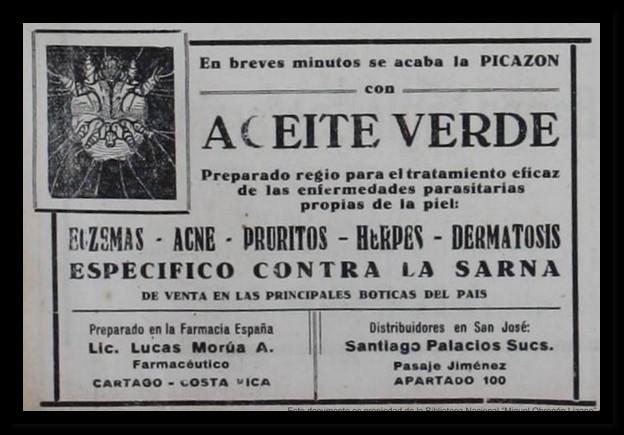 En breves minutos se acaba la PICAZON
con
ACEITE VERDE
Preparado regio para el tratamiento eficaz
de las enfermedades parasitarias
propias de la piel:
ECZEMAS - ACNE - PRURITOS - HERPES - DERMATOSIS
ESPECIFICO CONTRA LA SARNA
DE VENTA EN LAS PRINCIPALES BOTICAS DEL PAIS
Preparado en la Farmacia España
Lic. Lucas Morúa A.
Farmacéutico
CARTAGO - COSTA RICA
Distribuidores en San José:
Santiago Palacios Sucs.
Pasaje Jiménez
APARTADO 100
Este documento es propiedad de la Biblioteca Nacional "Miguel Obregón Lizano"